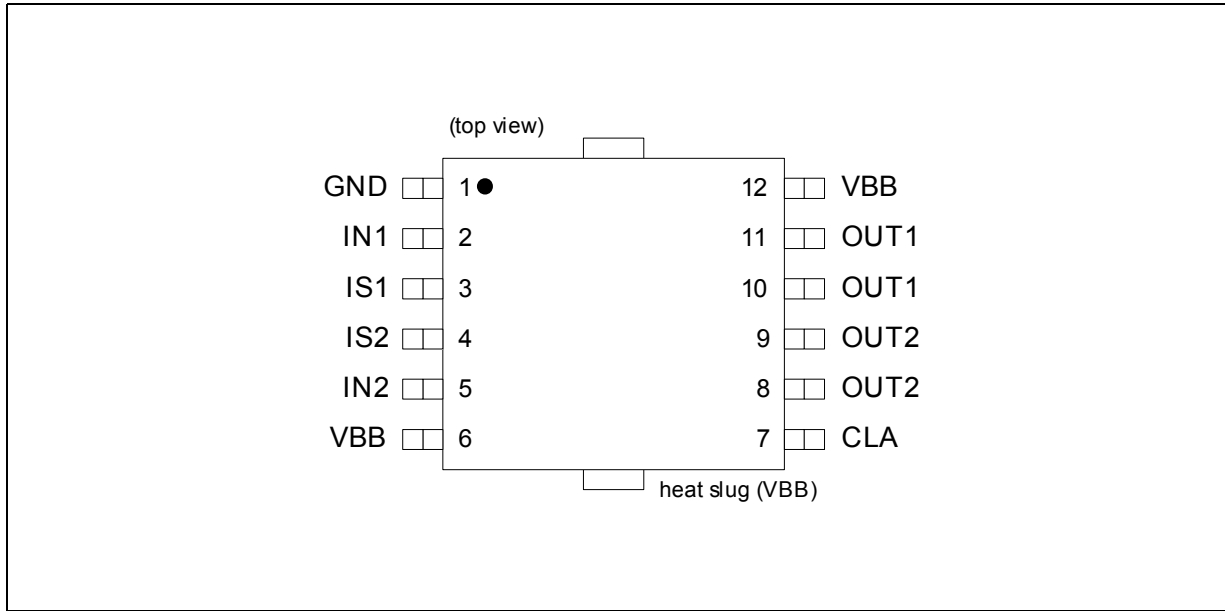 (top view)
GND 1 12 VBB
IN1 2 11 OUT1
IS1 3 10 OUT1
IS2 4 9 OUT2
IN2 5 8 OUT2
VBB 6 7 CLA
heat slug (VBB)